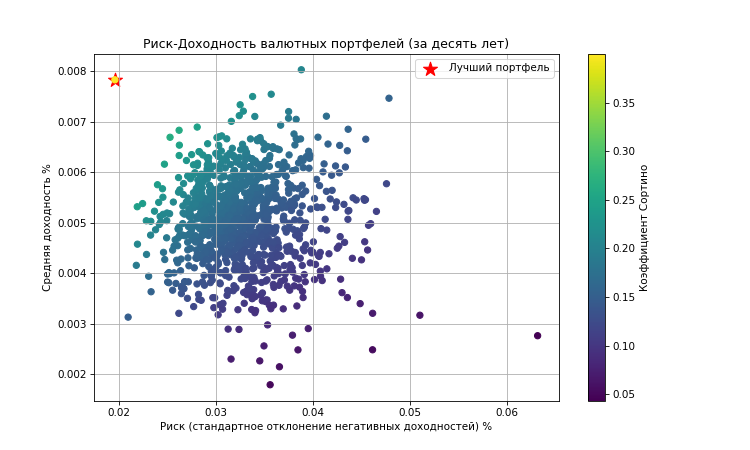 Риск-Доходность валютных портфелей (за десять лет)
Лучший портфель
Средняя доходность %
0.008
0.007
0.006
0.005
0.004
0.003
0.002
0.02 0.03 0.04 0.05 0.06
Риск (стандартное отклонение негативных доходностей) %
0.35
0.30
0.25
0.20
0.15
0.10
0.05
Коэффициент Сортино